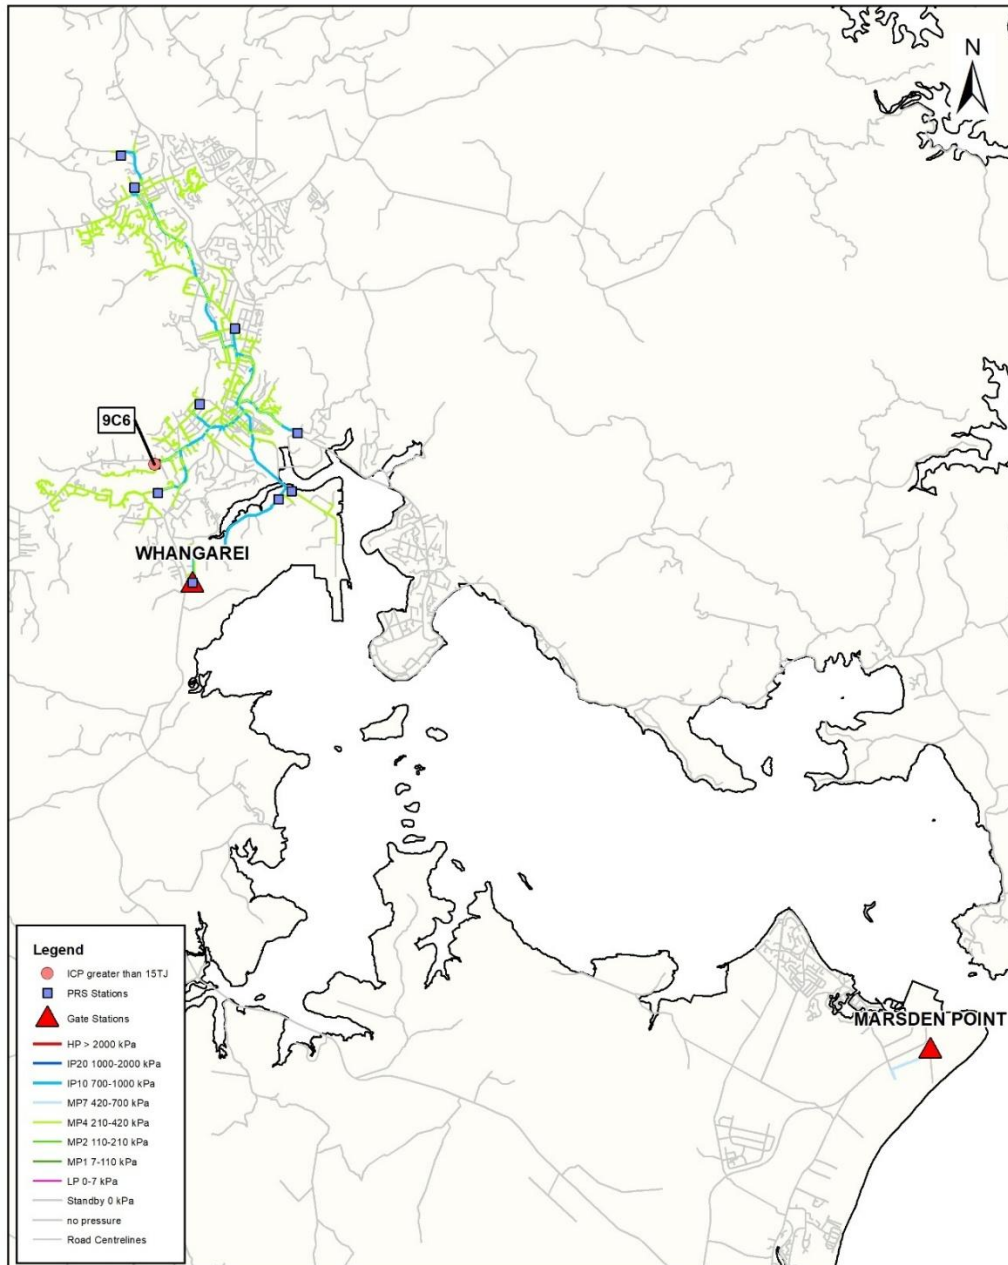 N
9C6
WHANGAREI
MARSDEN POINT
Legend
ICP greater than 15TJ
PRS Stations
Gate Stations
HP > 2000 kPa
IP20 1000-2000 kPa
IP10 700-1000 kPa
MP7 420-700 kPa
MP4 210-420 kPa
MP2 110-210 kPa
MP1 7-110 kPa
LP 0-7 kPa
Standby 0 kPa
no pressure
Road Centrelines